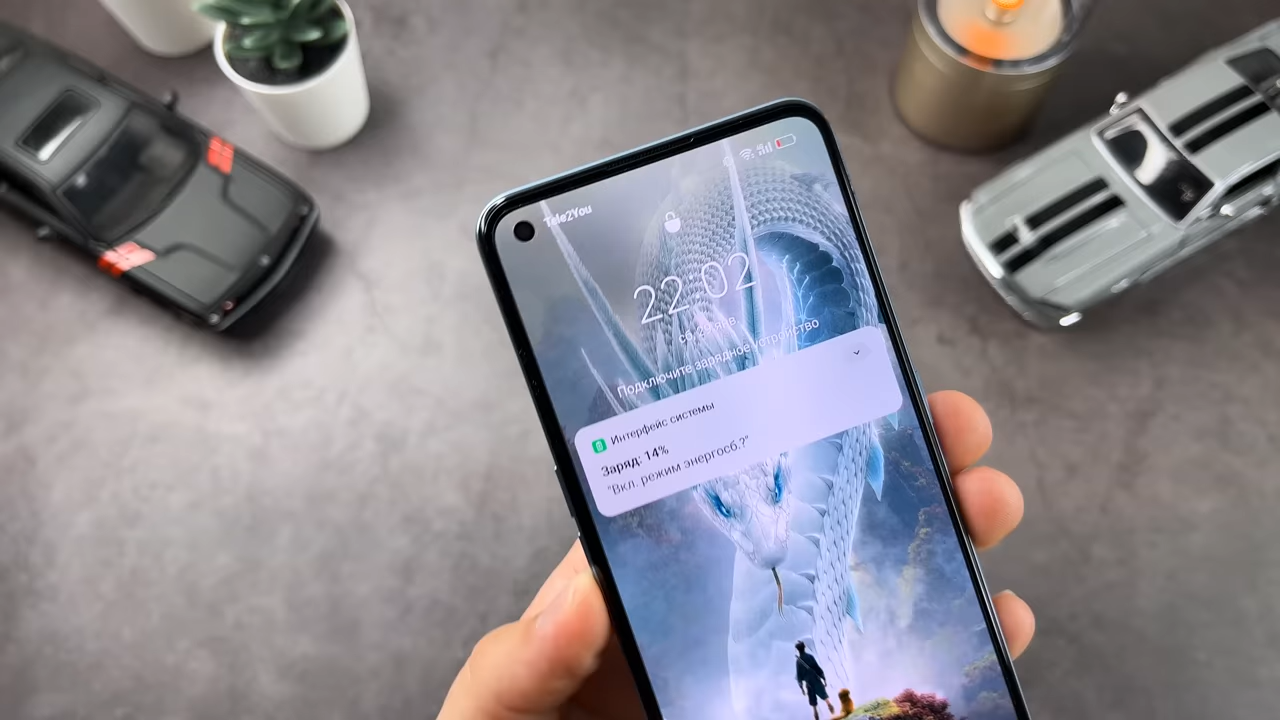 Tele2You
22:02
Подключите зарядное устройство
Интерфейс системы
Заряд: 14%
"Вкл. режим энергосб.?"